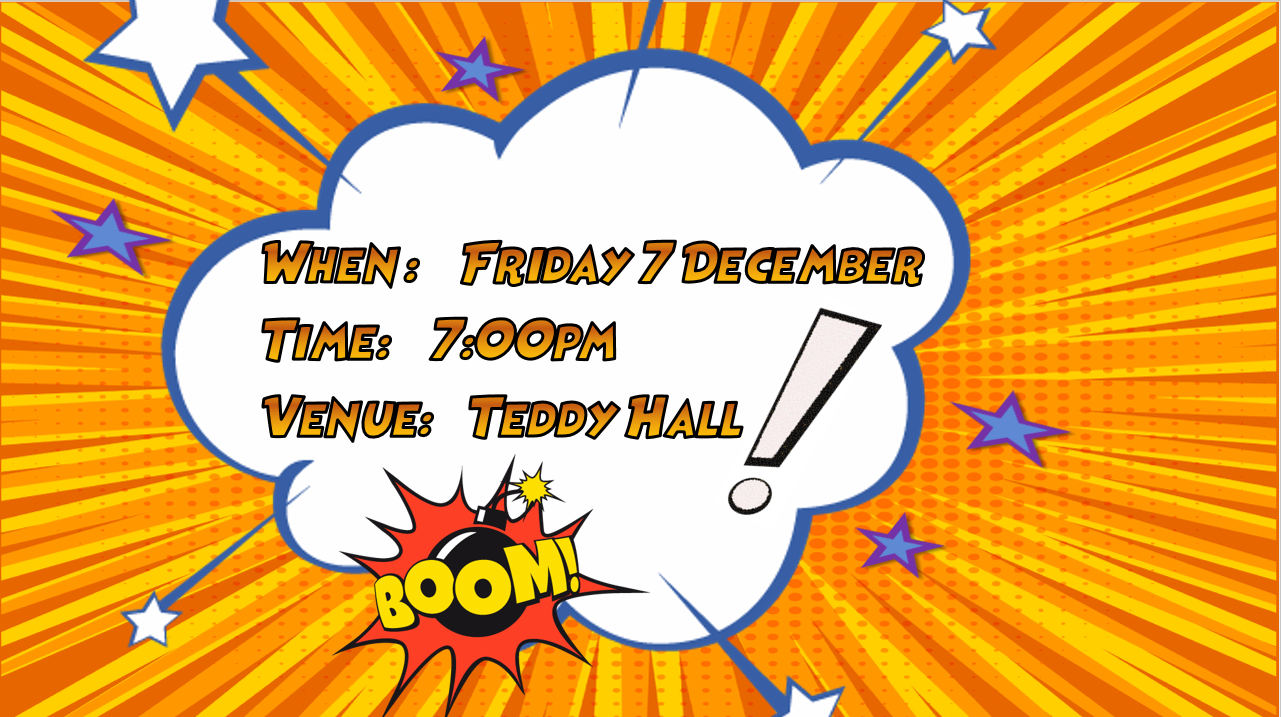 When: Friday 7 December
Time: 7:00pm
Venue: Teddy Hall
!
BOOM!